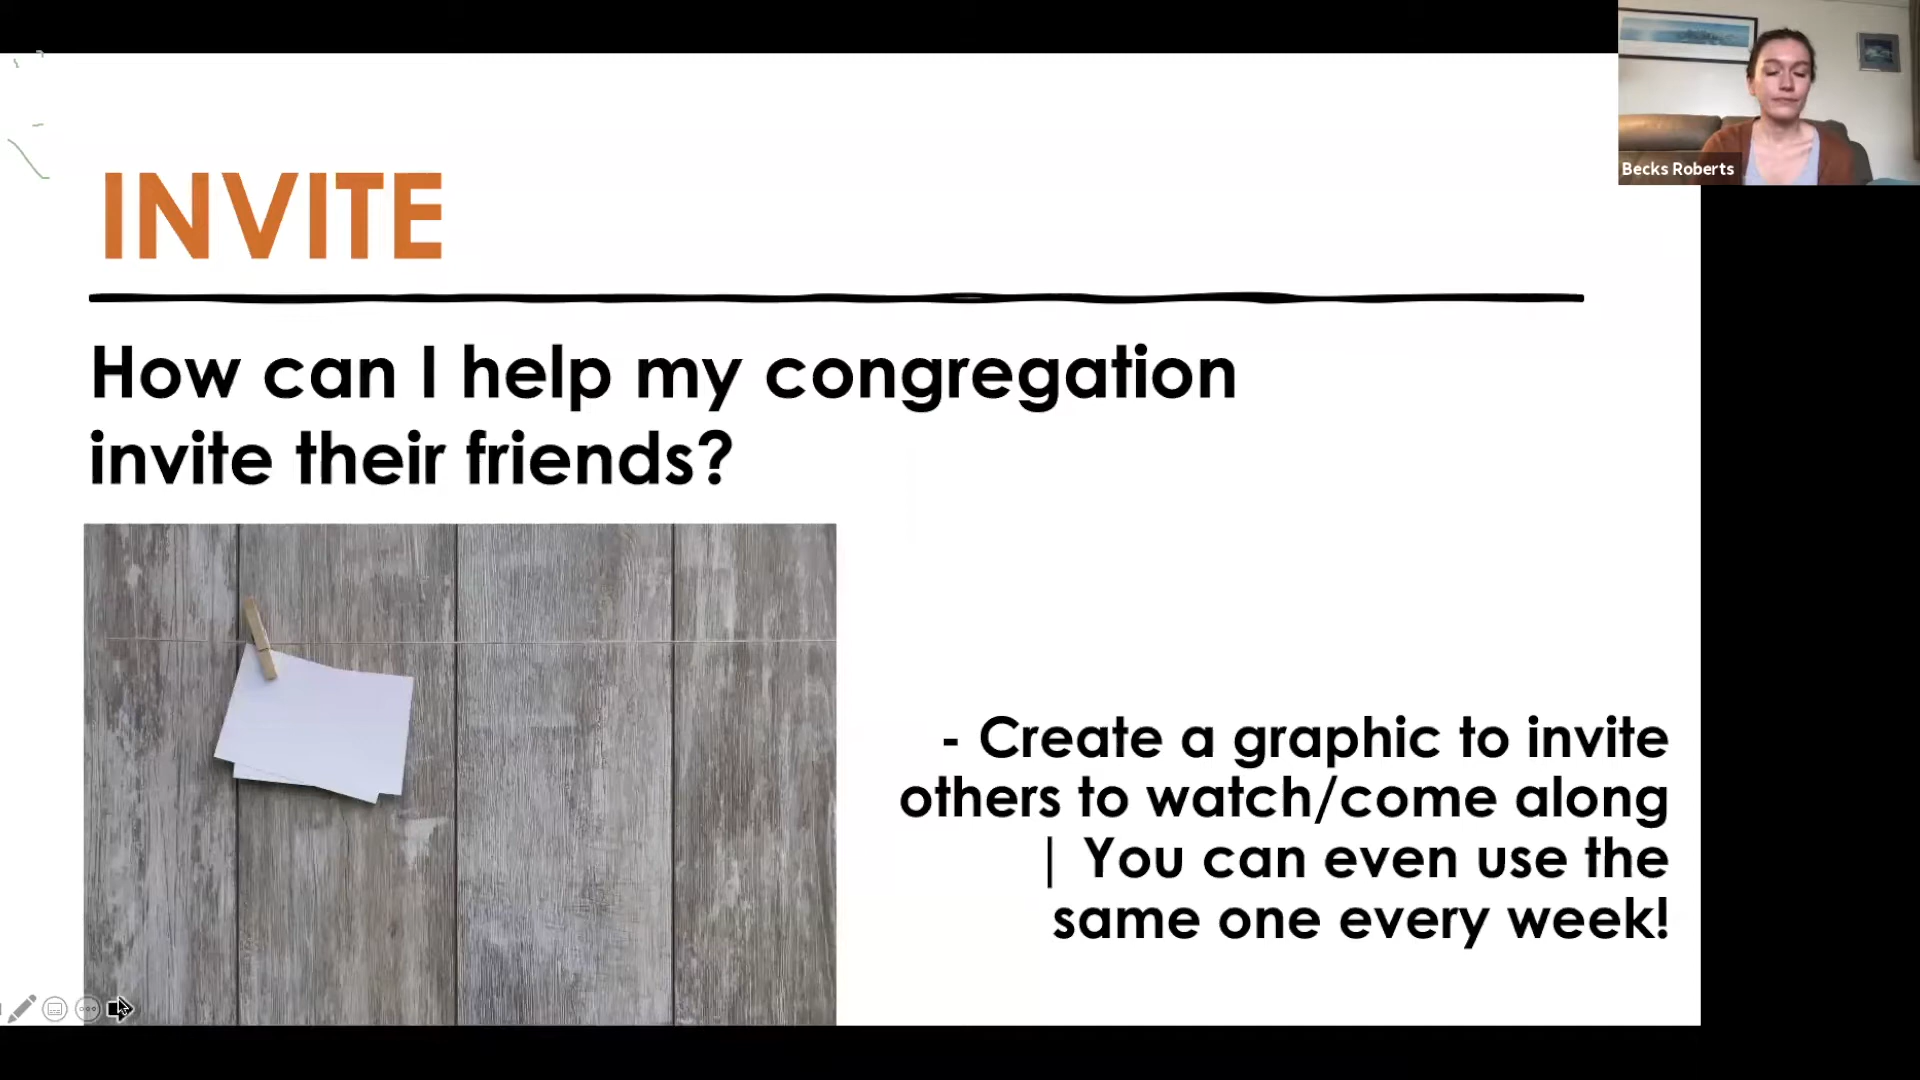 Becks Roberts
INVITE
How can I help my congregation
invite their friends?
- Create a graphic to invite
others to watch/come along
| You can even use the
same one every week!